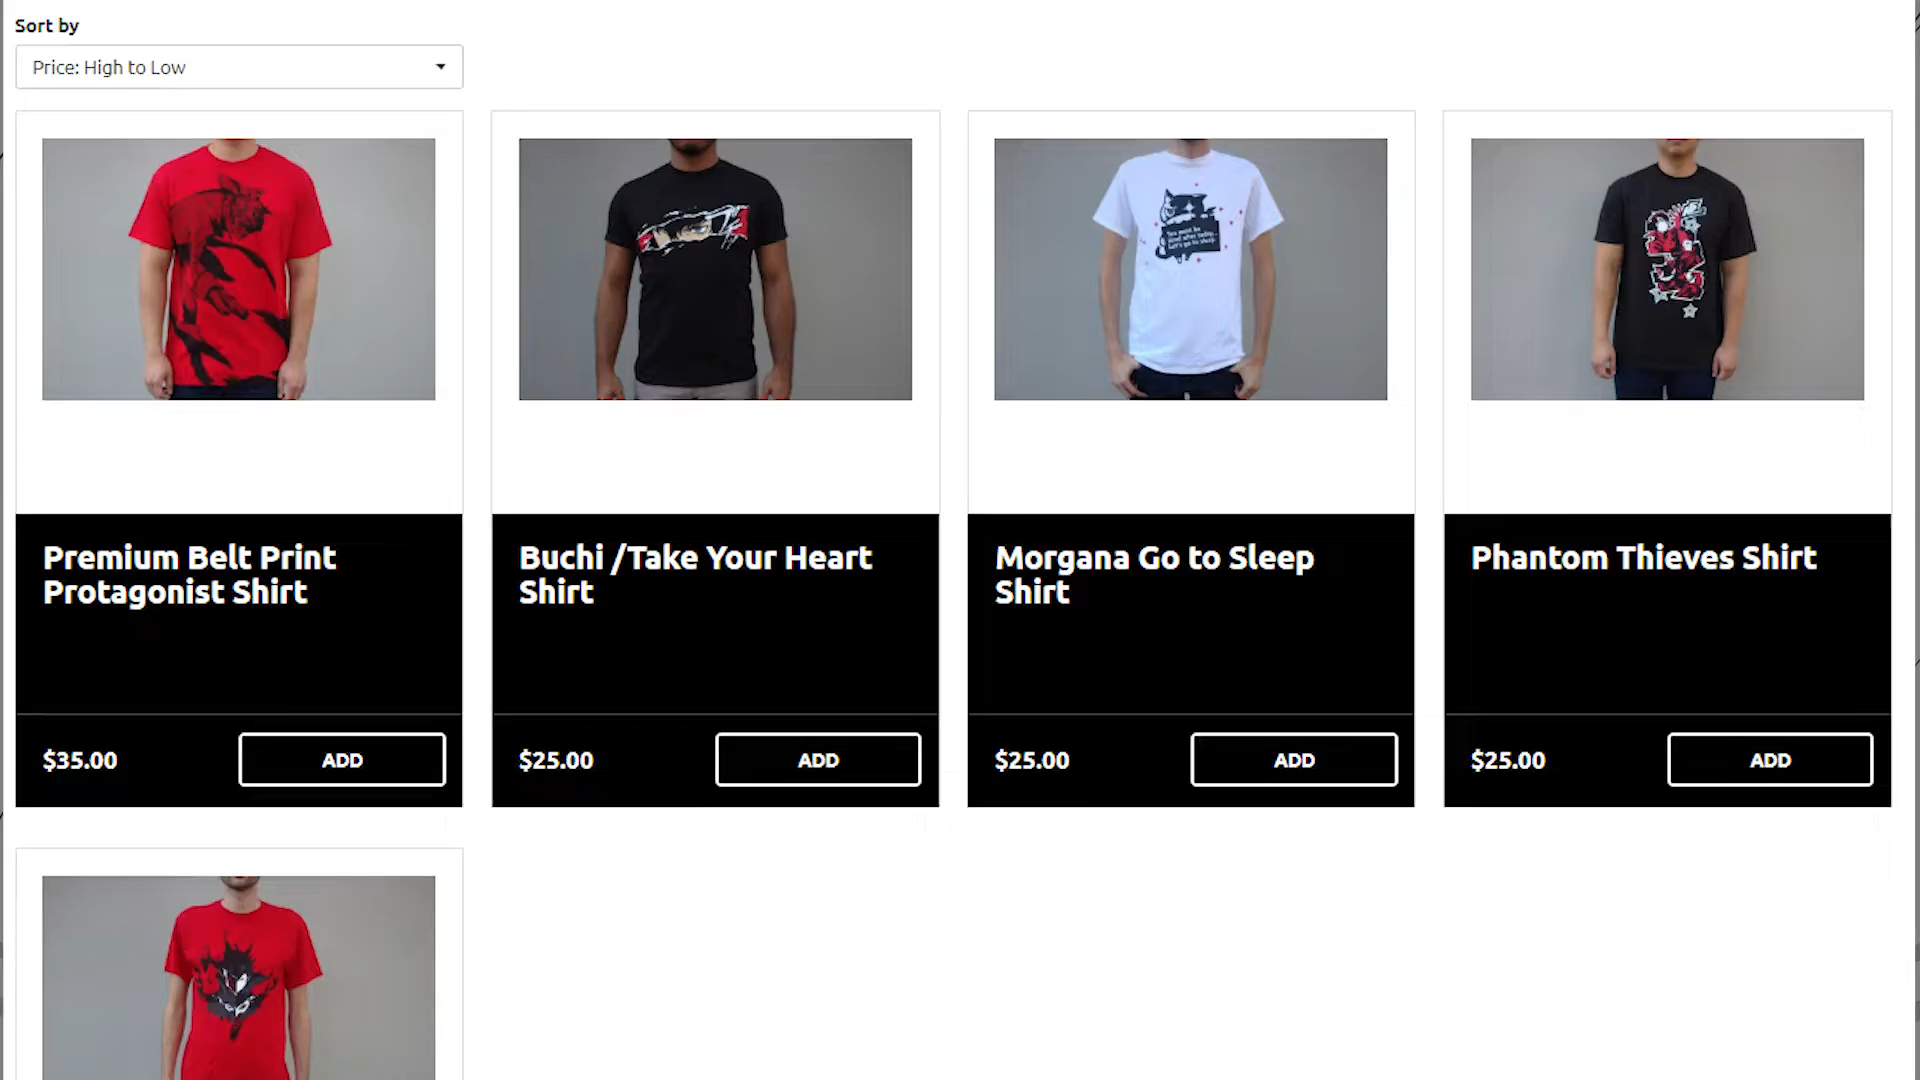 Sort by
Price: High to Low
Premium Belt Print
Protagonist Shirt
$35.00
ADD
Buchi /Take Your Heart
Shirt
$25.00
ADD
Morgana Go to Sleep
Shirt
$25.00
ADD
Phantom Thieves Shirt
$25.00
ADD